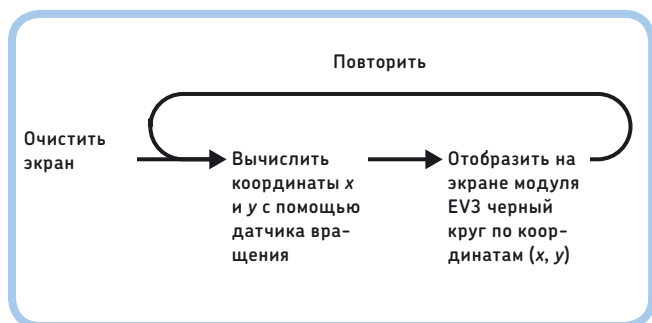 Повторить
Очистить
экран
Вычислить
координаты x
и y с помощью
датчика вра-
щения
Отобразить на
экране модуля
EV3 черный
круг по коор-
динатам (x, y)